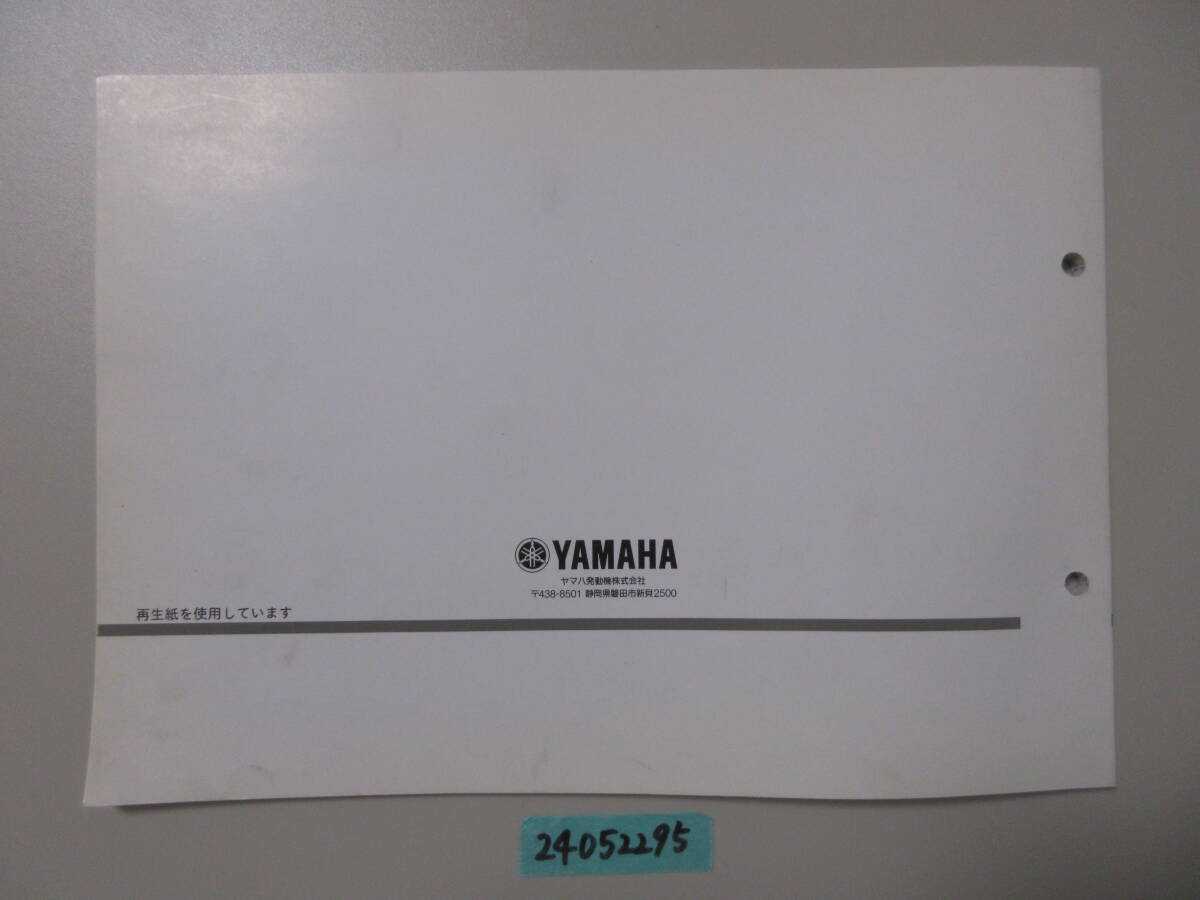 YAMAHA
ヤマハ発動機株式会社
〒438-8501 静岡県磐田市新貝2500
再生紙を使用しています
24052295